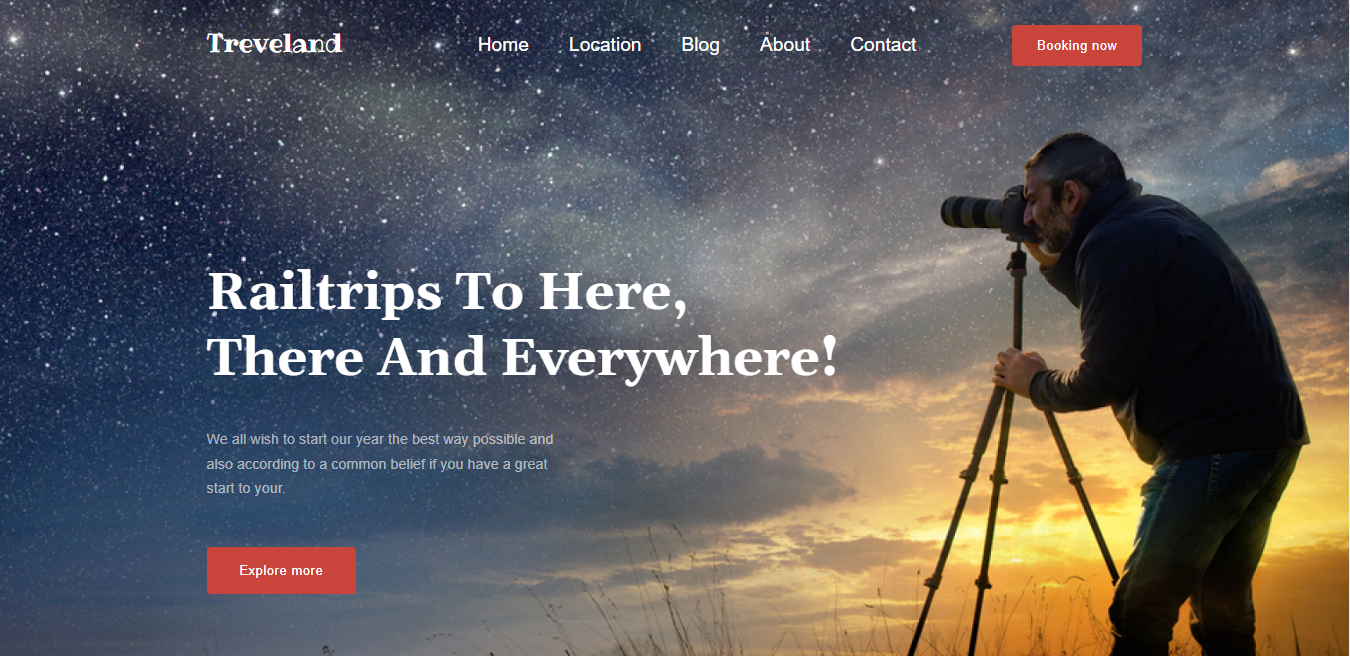 Treveland
Home Location Blog About Contact
Booking now
Railtrips To Here,
There And Everywhere!
We all wish to start our year the best way possible and
also according to a common belief if you have a great
start to your.
Explore more